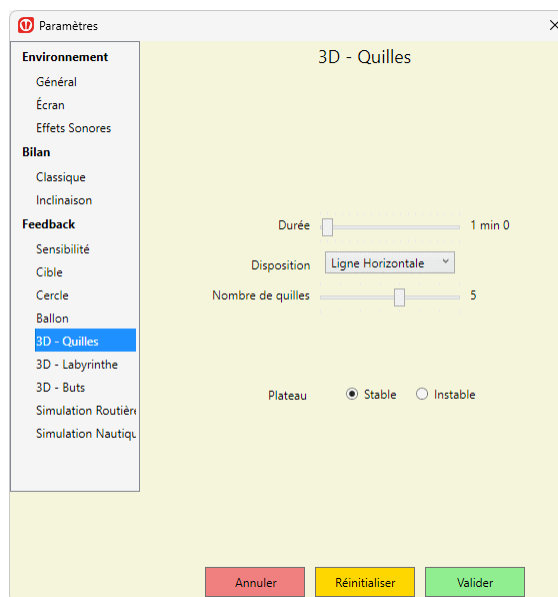 Paramètres
Environnement
Général
Écran
Effets Sonores
Bilan
Classique
Inclinaison
Feedback
Sensibilité
Cible
Cercle
Ballon
3D - Quilles
3D - Labyrinthe
3D - Buts
Simulation Routièr
Simulation Nautiqu
3D - Quilles
Durée 1 min 0
Disposition Ligne Horizontale
Nombre de quilles 5
Plateau Stable Instable
Annuler Réinitialiser Valider